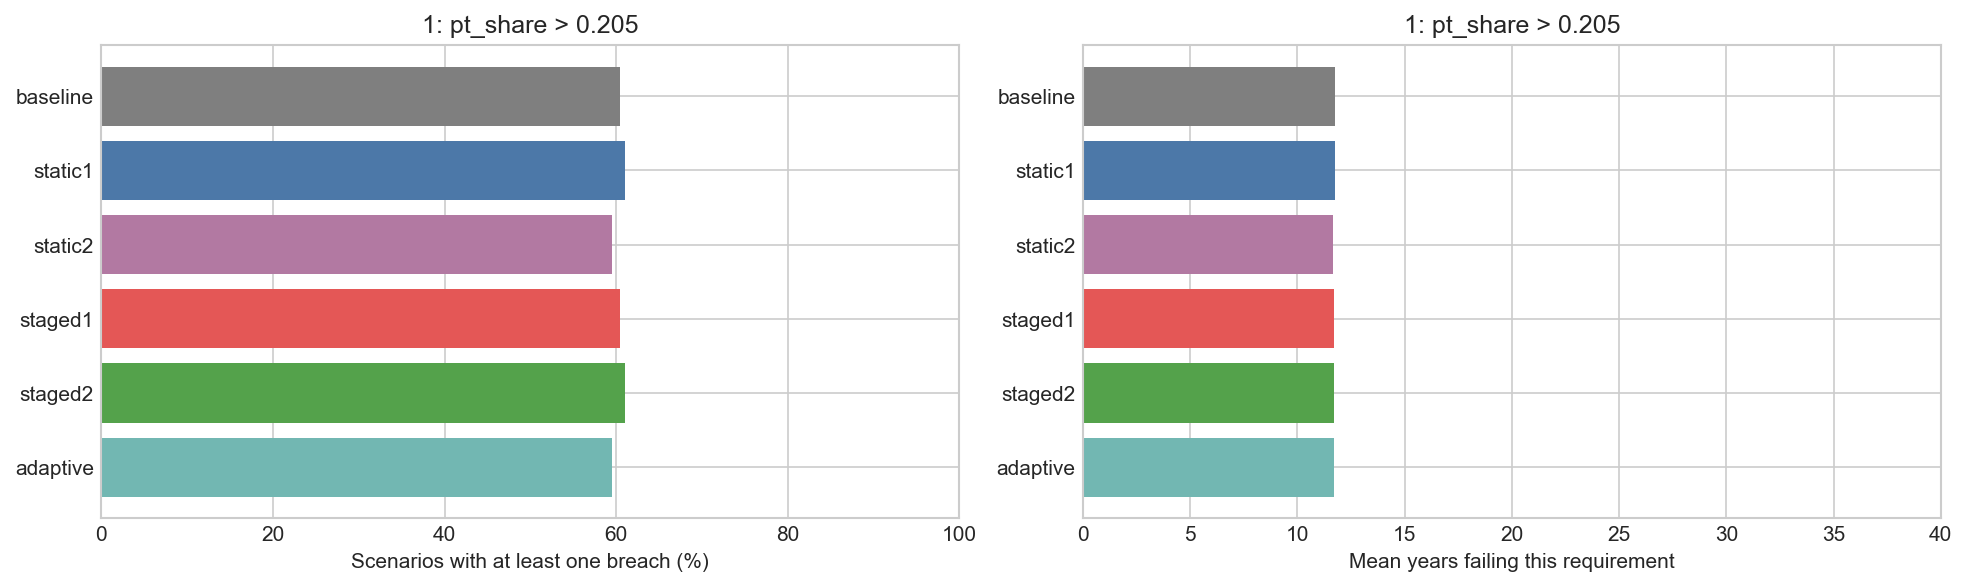 1: pt_share > 0.205
baseline
static1
static2
staged1
staged2
adaptive
0 20 40 60 80 100
Scenarios with at least one breach (%)
1: pt_share > 0.205
baseline
static1
static2
staged1
staged2
adaptive
0 5 10 15 20 25 30 35 40
Mean years failing this requirement